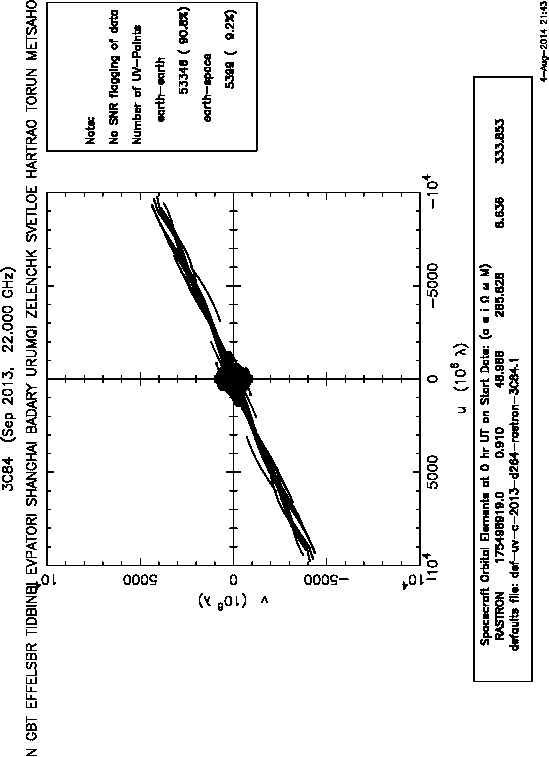 3C84 (Sep 2013, 22.000 GHz)
N GBT EFFELSBR TIDBINBI EVPATORI SHANGHAI BADARY URUMQI ZELENCHK SVETLOE HARTRAO TORUN METSAHO
Note:
No SNR flagging of data
Number of UV-Points
earth-earth
53346 ( 90.8%)
earth-space
5399 ( 9.2%)
10⁴ 5000 0 -5000 -10⁴
u (10⁶ λ)
-10⁴ -5000 0 5000
v (10⁶ λ)
Spacecraft Orbital Elements at 0 hr UT on Start Date: (a e i Ω ω M)
RASTRON 175496919.0 0.910 48.988 285.628 6.636 333.853
defaults file: def-uv-c-2013-d264-rastron-3C84.1
4-Aug-2014 21:43